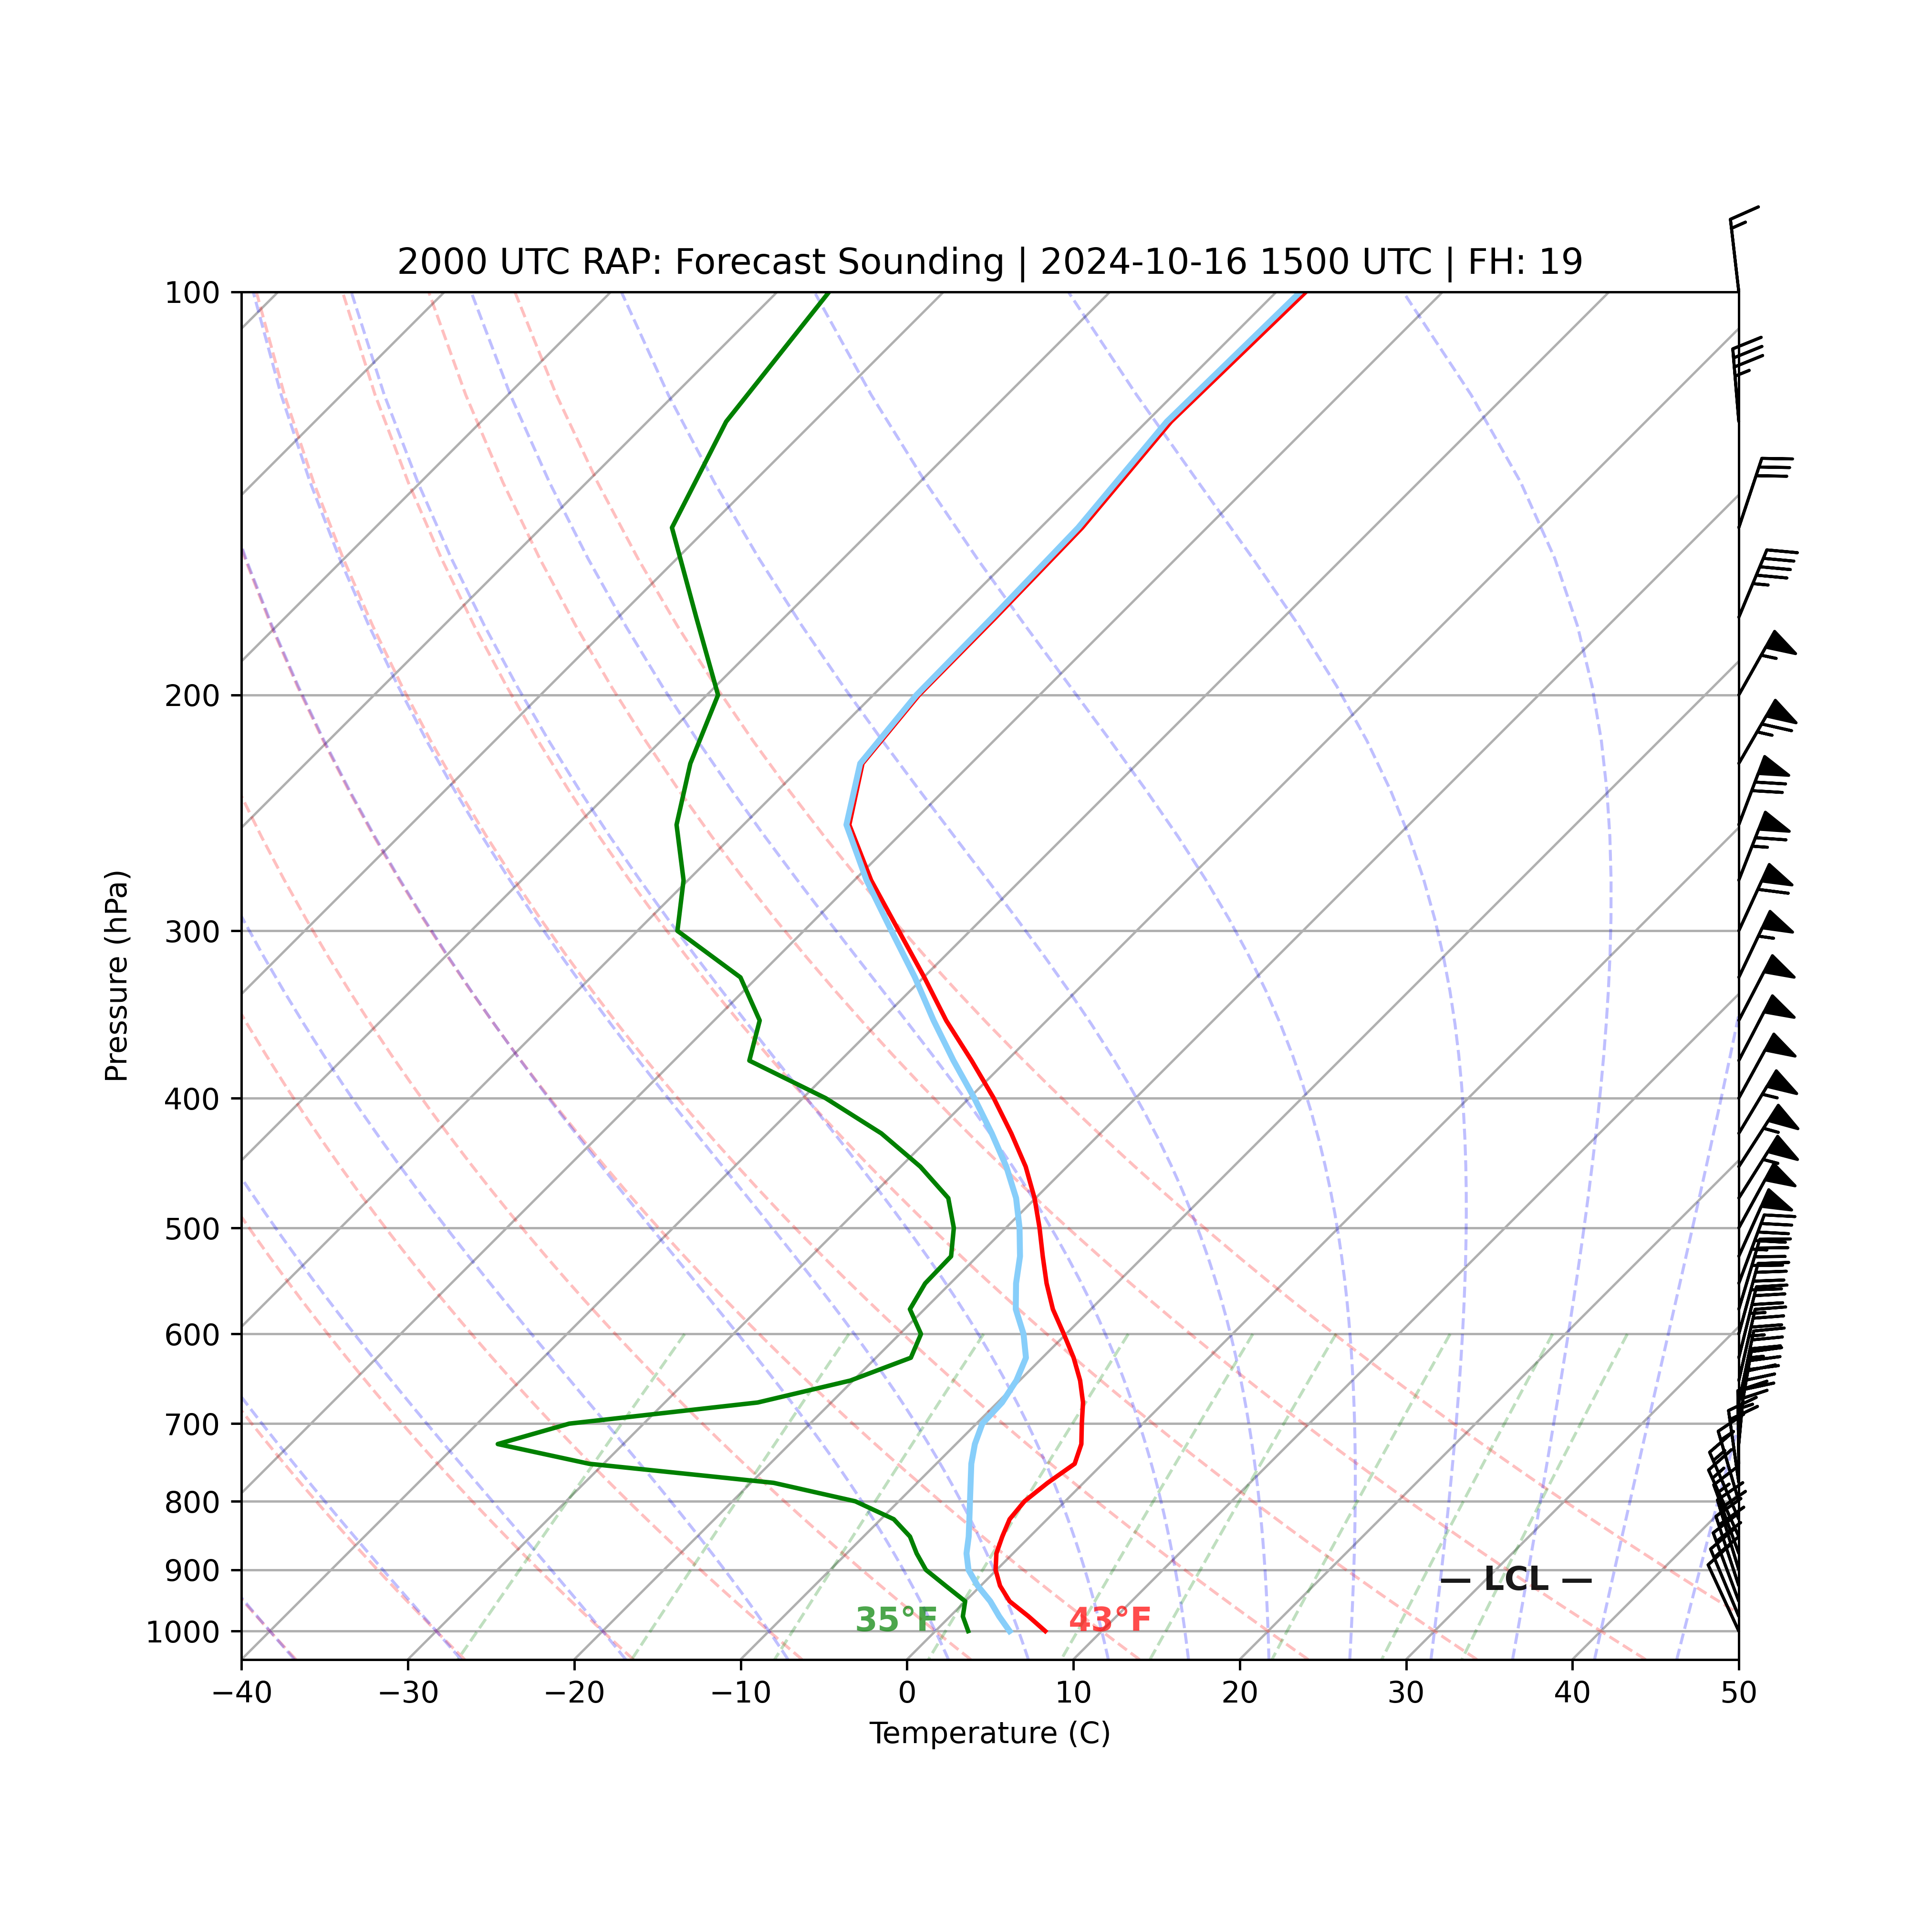 2000 UTC RAP: Forecast Sounding | 2024-10-16 1500 UTC | FH: 19
100
200
300
400
500
600
700
800
900
1000
Pressure (hPa)
— LCL —
35°F
43°F
−40 −30 −20 −10 0 10 20 30 40 50
Temperature (C)